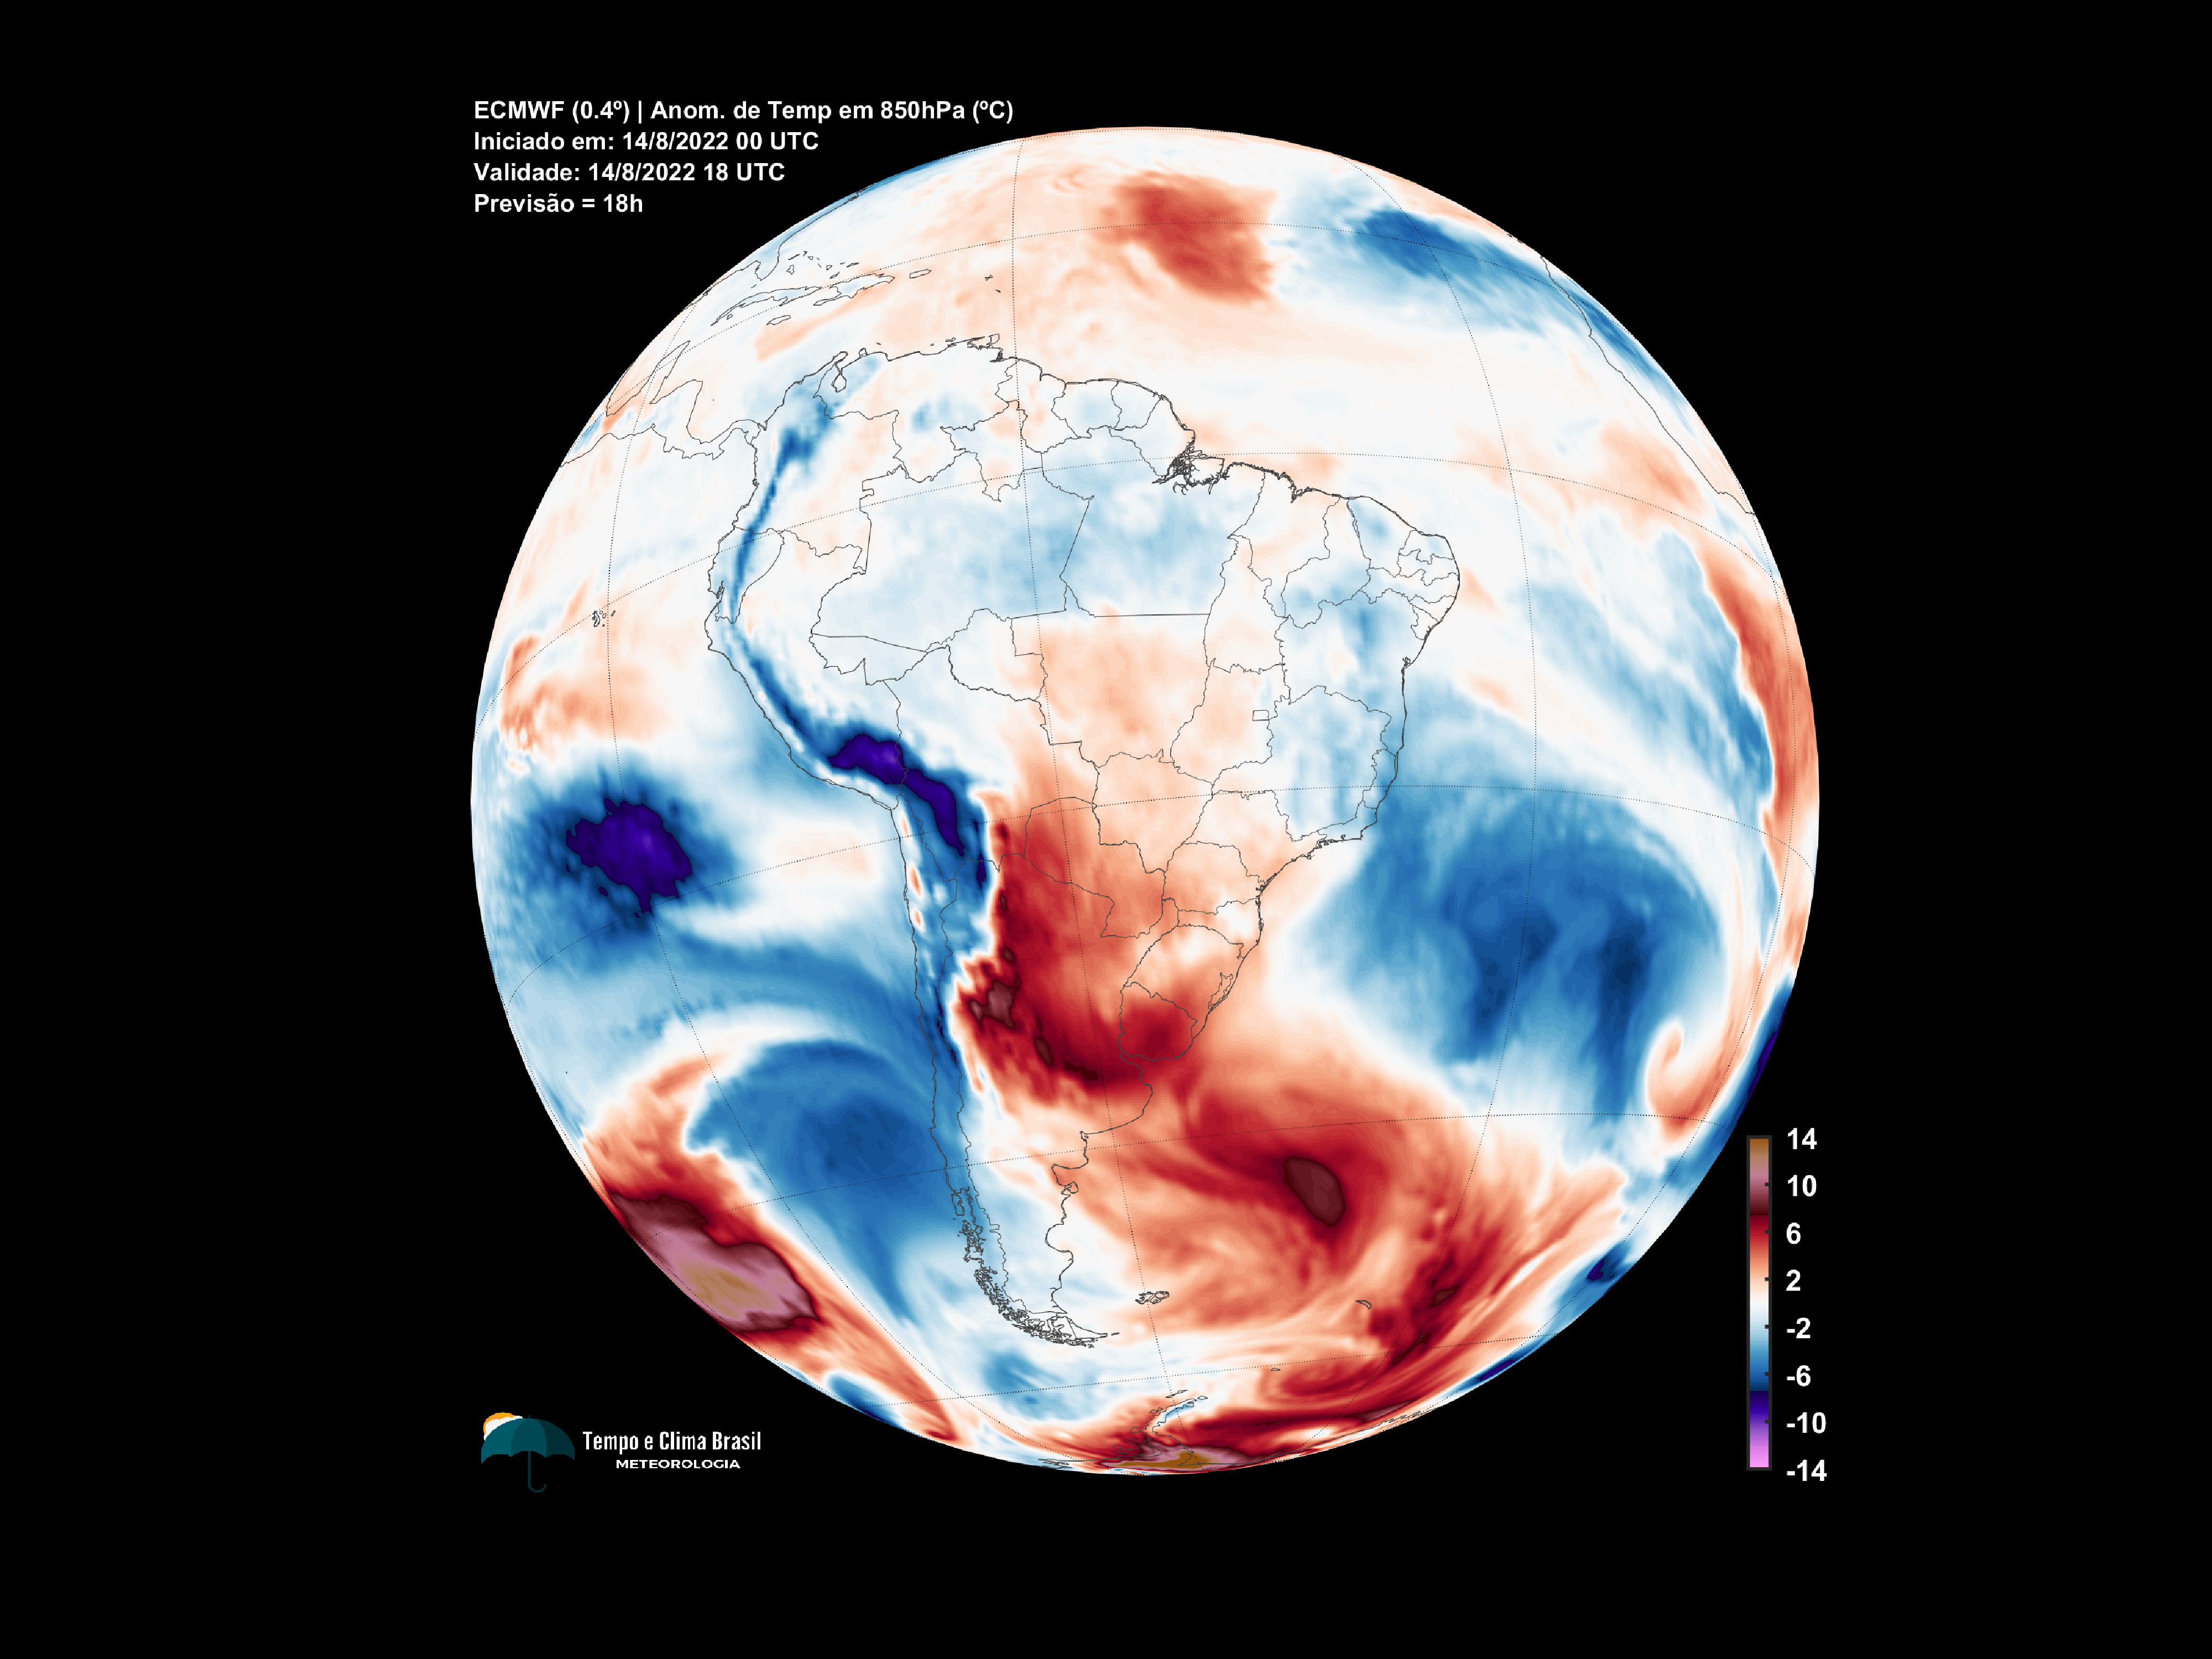 ECMWF (0.4º) | Anom. de Temp em 850hPa (ºC)
Iniciado em: 14/8/2022 00 UTC
Validade: 14/8/2022 18 UTC
Previsão = 18h
14
10
6
2
-2
-6
-10
-14
Tempo e Clima Brasil
METEOROLOGIA